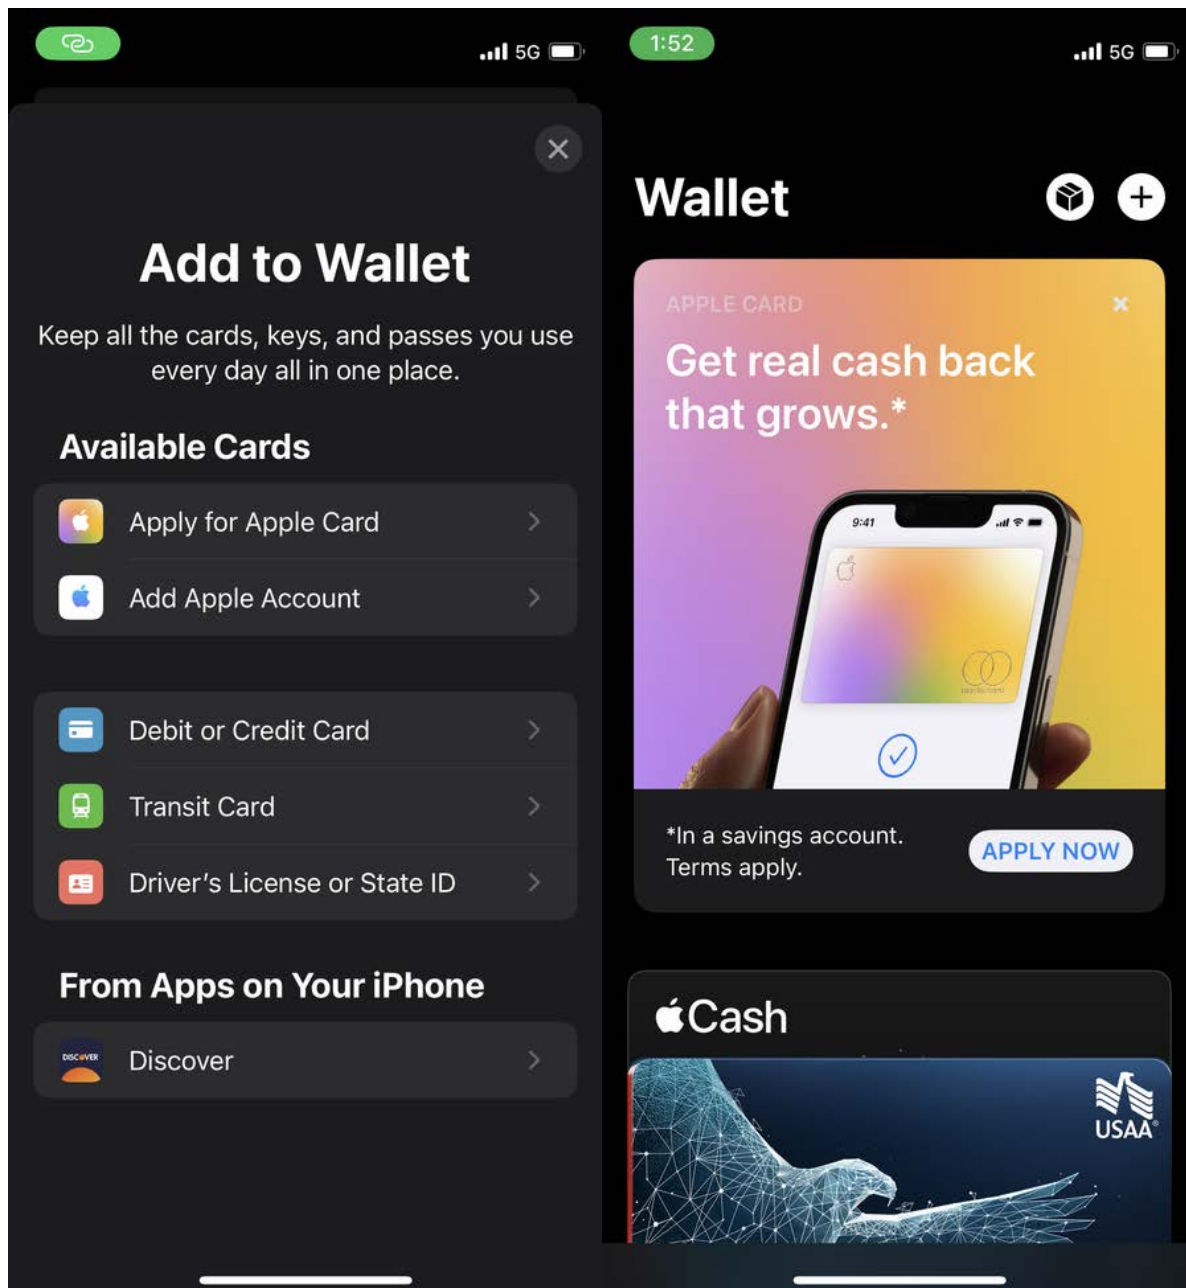 5G
Add to Wallet
Keep all the cards, keys, and passes you use
every day all in one place.
Available Cards
Apply for Apple Card
Add Apple Account
Debit or Credit Card
Transit Card
Driver's License or State ID
From Apps on Your iPhone
DISCOVER
Discover
1:52
5G
Wallet
APPLE CARD
Get real cash back
that grows.*
9:41
*In a savings account.
Terms apply.
APPLY NOW
Cash
USAA®